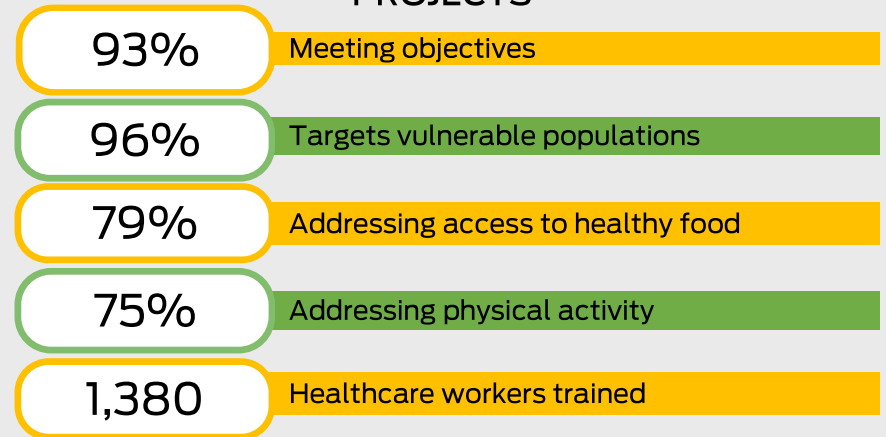 PROJECTS
93% Meeting objectives
96% Targets vulnerable populations
79% Addressing access to healthy food
75% Addressing physical activity
1,380 Healthcare workers trained